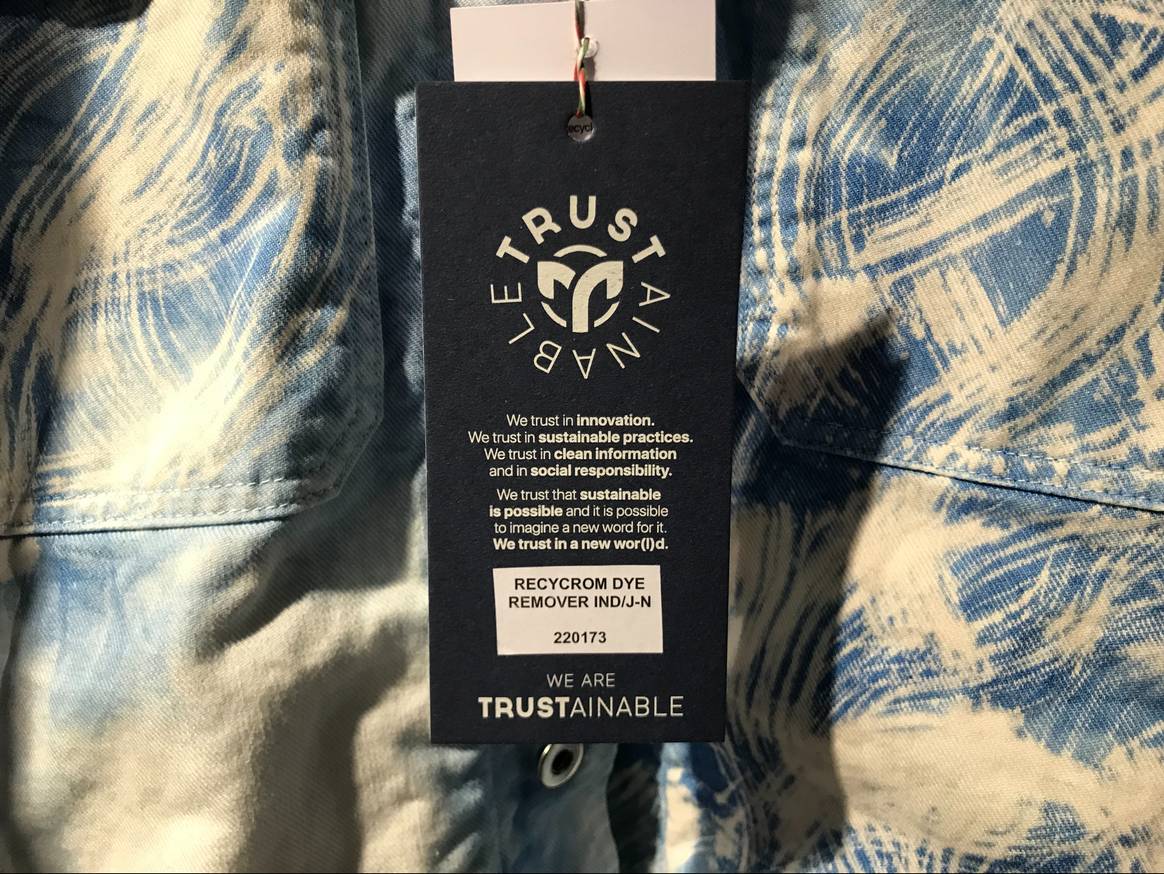 ecycl
TRUSTAINABLE
We trust in innovation.
We trust in sustainable practices.
We trust in clean information
and in social responsibility.
We trust that sustainable
is possible and it is possible
to imagine a new word for it.
We trust in a new wor(l)d.
RECYCROM DYE
REMOVER IND/J-N
220173
WE ARE
TRUSTAINABLE